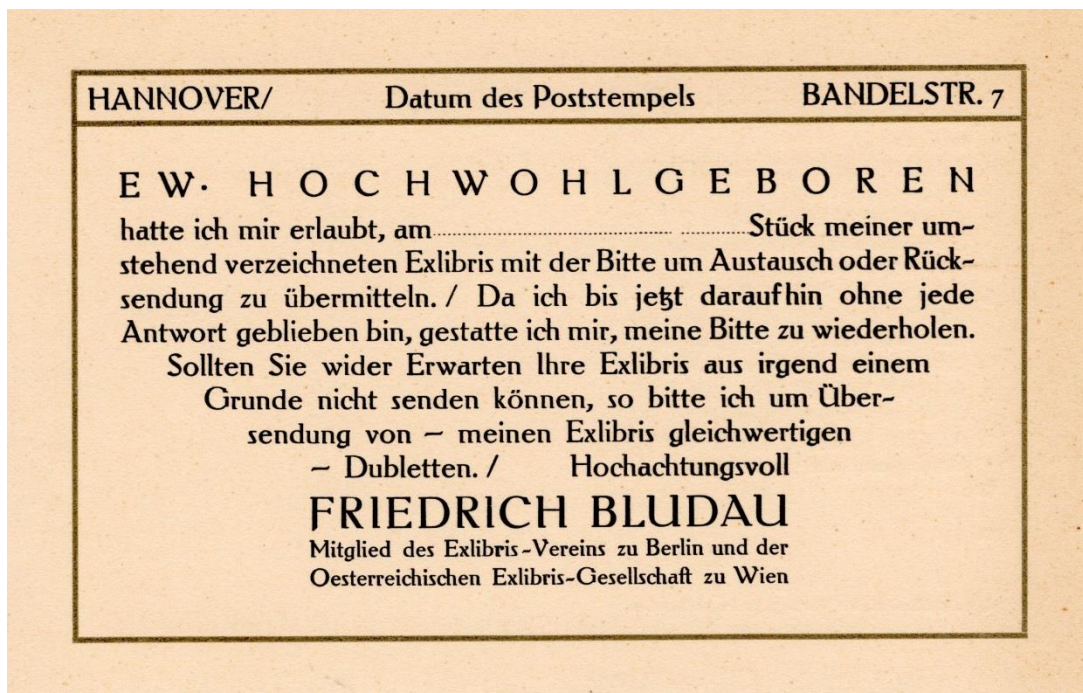 HANNOVER/ Datum des Poststempels BANDELSTR. 7
EW. HOCHWOHLGEBOREN
hatte ich mir erlaubt, am........................................ ............Stück meiner um-
stehend verzeichneten Exlibris mit der Bitte um Austausch oder Rück-
sendung zu übermitteln. / Da ich bis jetzt daraufhin ohne jede
Antwort geblieben bin, gestatte ich mir, meine Bitte zu wiederholen.
Sollten Sie wider Erwarten Ihre Exlibris aus irgend einem
Grunde nicht senden können, so bitte ich um Über-
sendung von – meinen Exlibris gleichwertigen
– Dubletten. / Hochachtungsvoll
FRIEDRICH BLUDAU
Mitglied des Exlibris-Vereins zu Berlin und der
Oesterreichischen Exlibris-Gesellschaft zu Wien